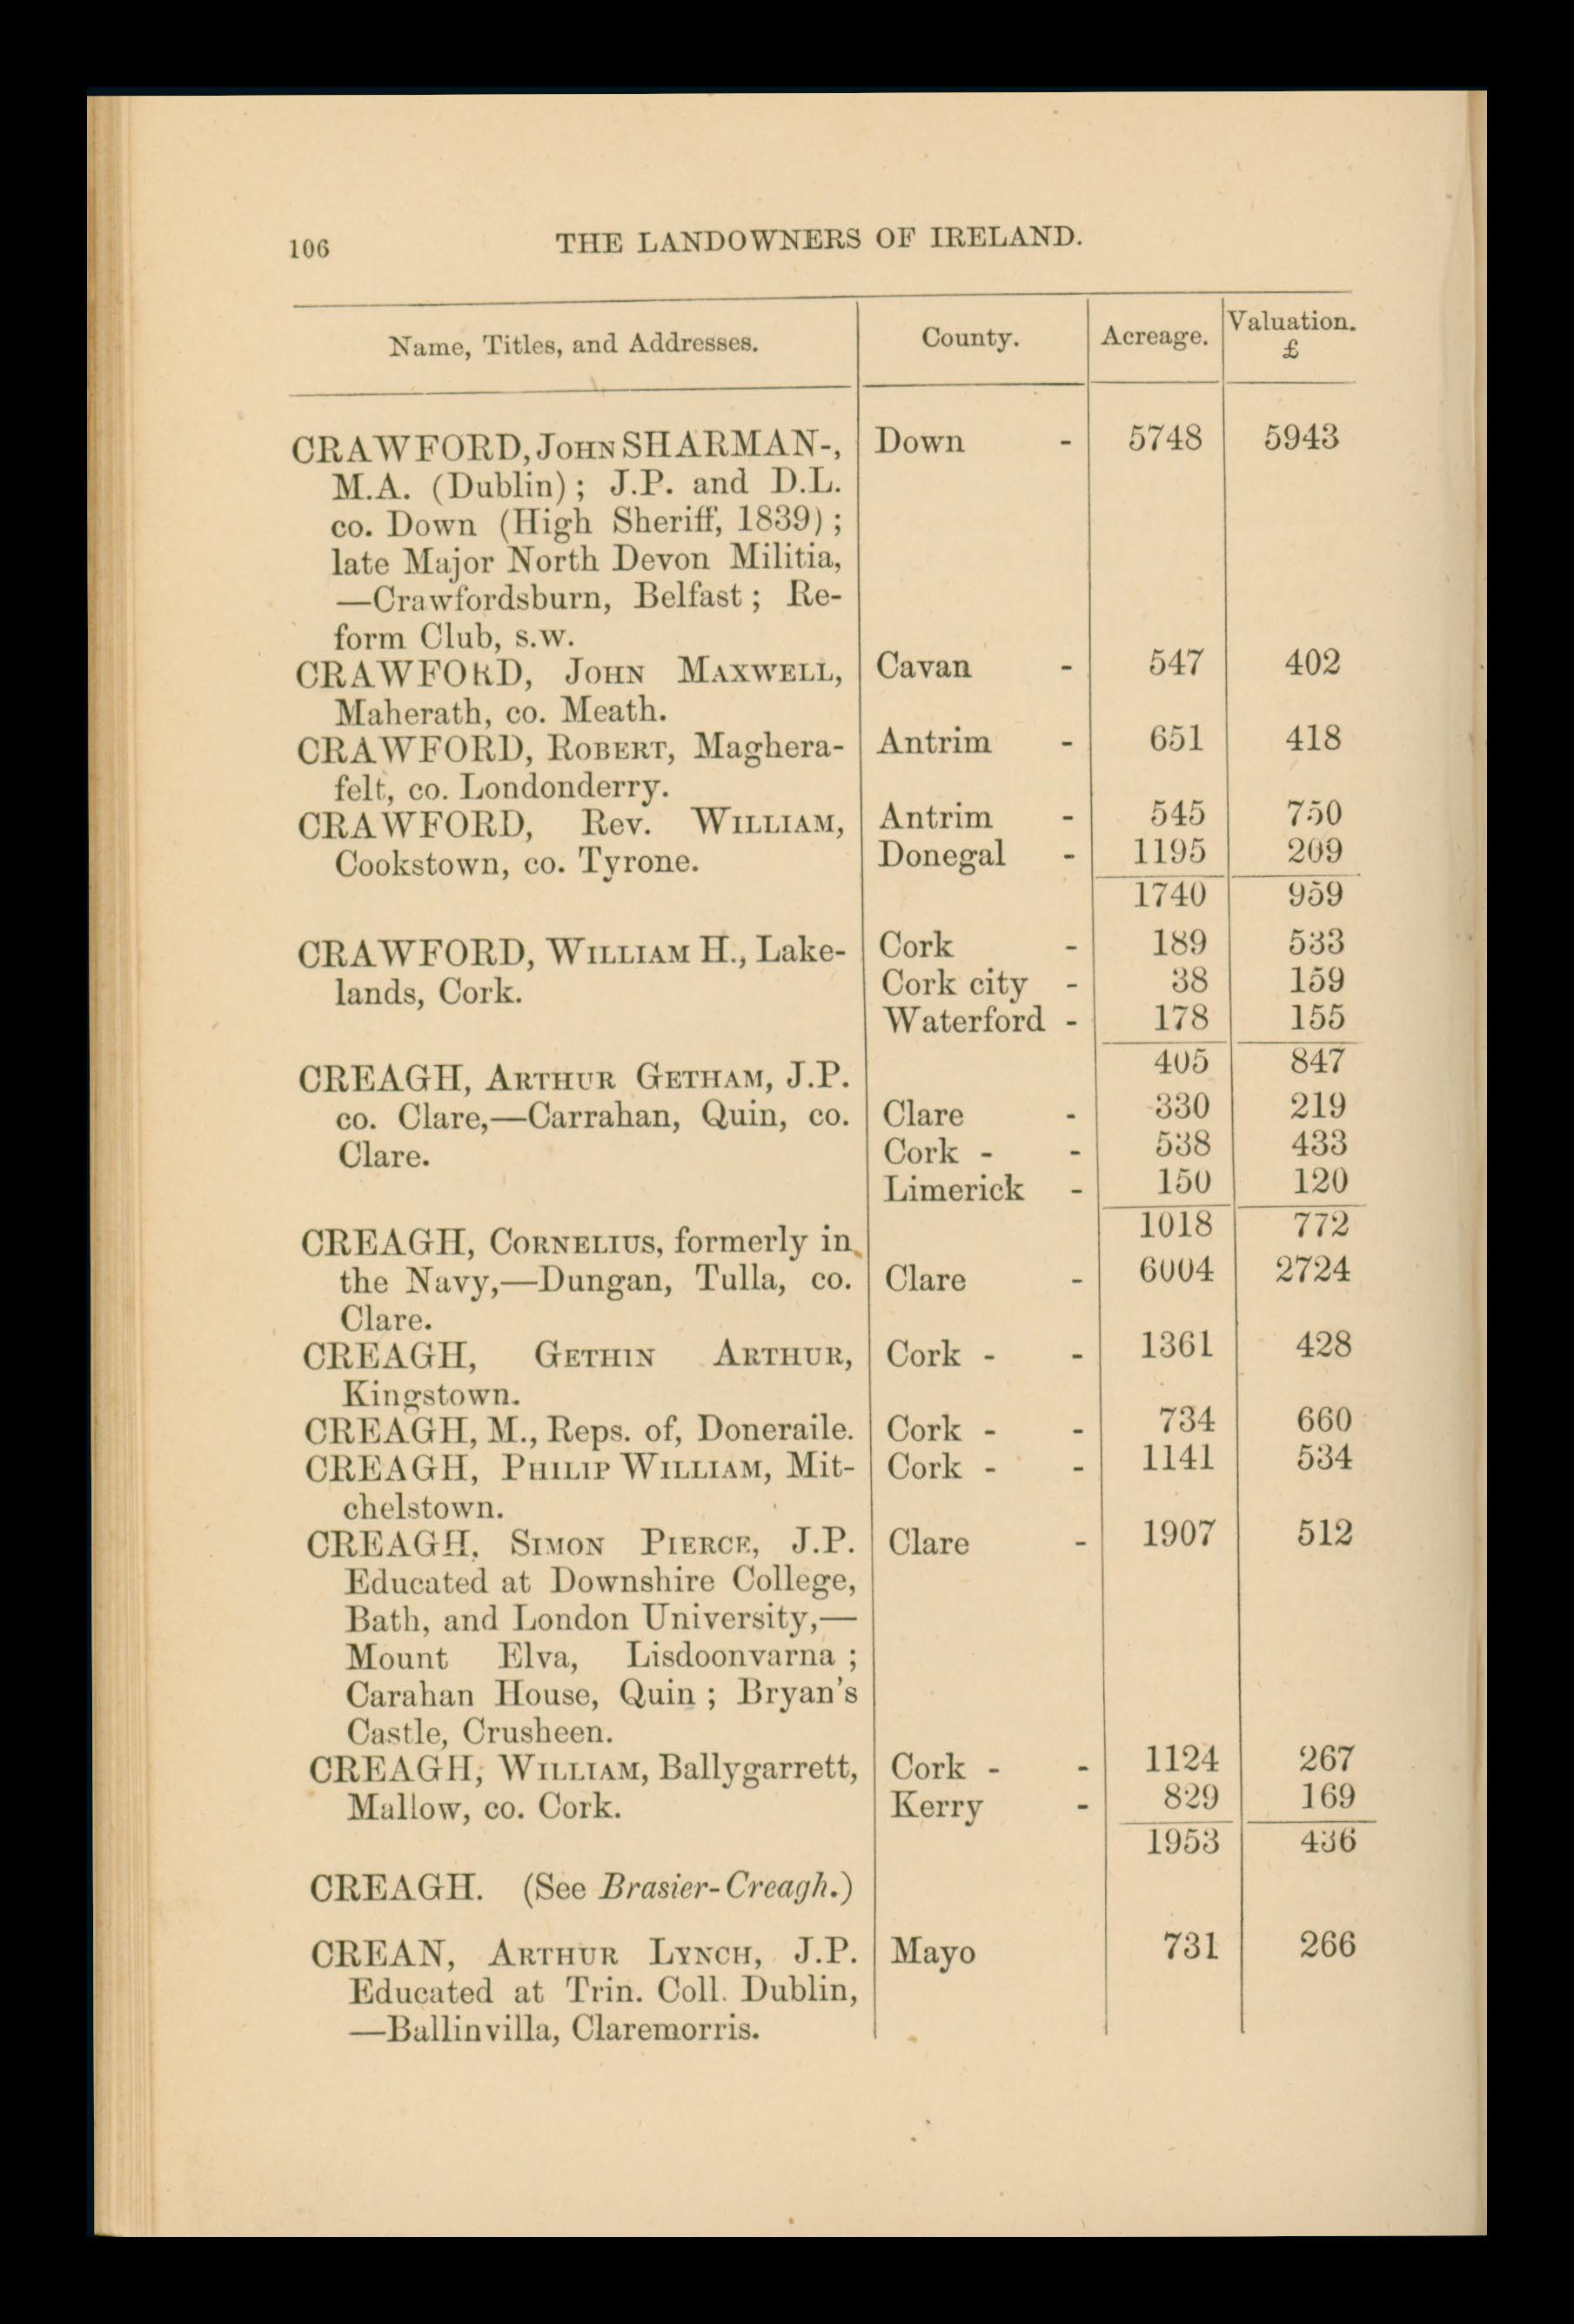 106 THE LANDOWNERS OF IRELAND.
Name, Titles, and Addresses. County. Acreage. Valuation. £
CRAWFORD, JOHN SHARMAN-, Down - 5748 5943
M.A. (Dublin); J.P. and D.L.
co. Down (High Sheriff, 1839);
late Major North Devon Militia,
—Crawfordsburn, Belfast; Re-
form Club, S.W.
CRAWFORD, JOHN MAXWELL, Cavan - 547 402
Maherath, co. Meath.
CRAWFORD, ROBERT, Maghera- Antrim - 651 418
felt, co. Londonderry.
CRAWFORD, Rev. WILLIAM, Antrim - 545 750
Cookstown, co. Tyrone. Donegal - 1195 209
1740 959
CRAWFORD, WILLIAM H., Lake- Cork - 189 533
lands, Cork. Cork city - 38 159
Waterford - 178 155
405 847
CREAGH, ARTHUR GETHAM, J.P.
co. Clare,—Carrahan, Quin, co. Clare - 330 219
Clare. Cork - - 538 433
Limerick - 150 120
1018 772
CREAGH, CORNELIUS, formerly in
the Navy,—Dungan, Tulla, co. Clare - 6004 2724
Clare.
CREAGH, GETHIN ARTHUR, Cork - - 1361 428
Kingstown.
CREAGH, M., Reps. of, Doneraile. Cork - - 734 660
CREAGH, PHILIP WILLIAM, Mit- Cork - - 1141 534
chelstown.
CREAGH, SIMON PIERCE, J.P. Clare - 1907 512
Educated at Downshire College,
Bath, and London University,—
Mount Elva, Lisdoonvarna;
Carahan House, Quin; Bryan's
Castle, Crusheen.
CREAGH, WILLIAM, Ballygarrett, Cork - - 1124 267
Mallow, co. Cork. Kerry - 829 169
1953 436
CREAGH. (See Brasier-Creagh.)
CREAN, ARTHUR LYNCH, J.P. Mayo 731 266
Educated at Trin. Coll. Dublin,
—Ballinvilla, Claremorris.